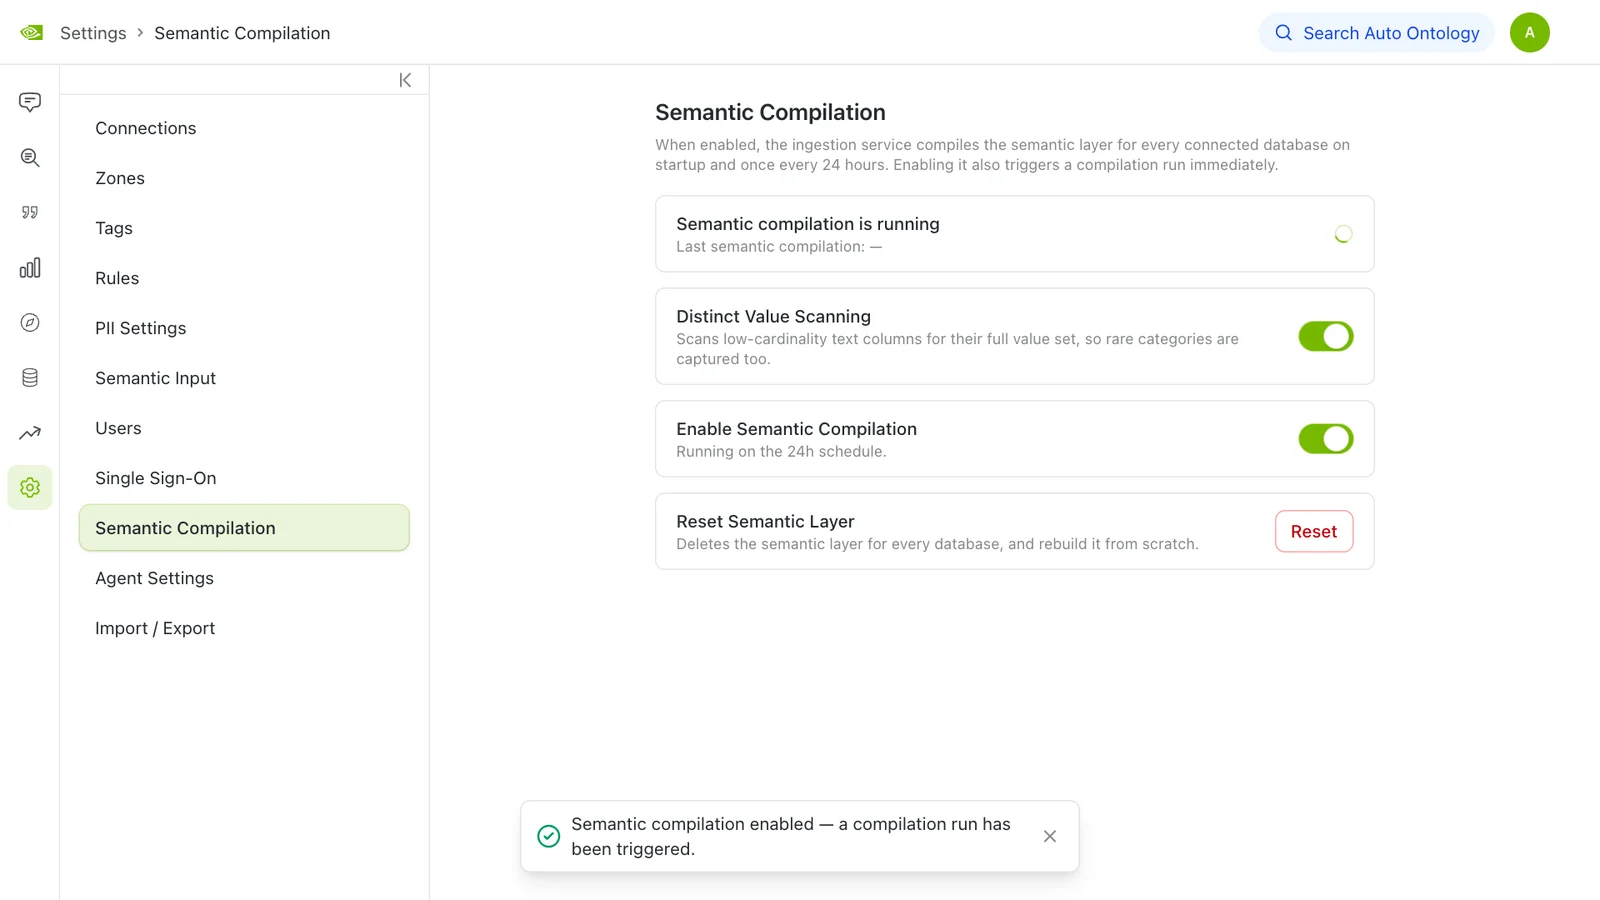 Settings › Semantic Compilation
Search Auto Ontology
A
Connections
Zones
Tags
Rules
PII Settings
Semantic Input
Users
Single Sign-On
Semantic Compilation
Agent Settings
Import / Export
Semantic Compilation
When enabled, the ingestion service compiles the semantic layer for every connected database on
startup and once every 24 hours. Enabling it also triggers a compilation run immediately.
Semantic compilation is running
Last semantic compilation: —
Distinct Value Scanning
Scans low-cardinality text columns for their full value set, so rare categories are
captured too.
Enable Semantic Compilation
Running on the 24h schedule.
Reset Semantic Layer
Deletes the semantic layer for every database, and rebuild it from scratch.
Reset
Semantic compilation enabled — a compilation run has
been triggered.